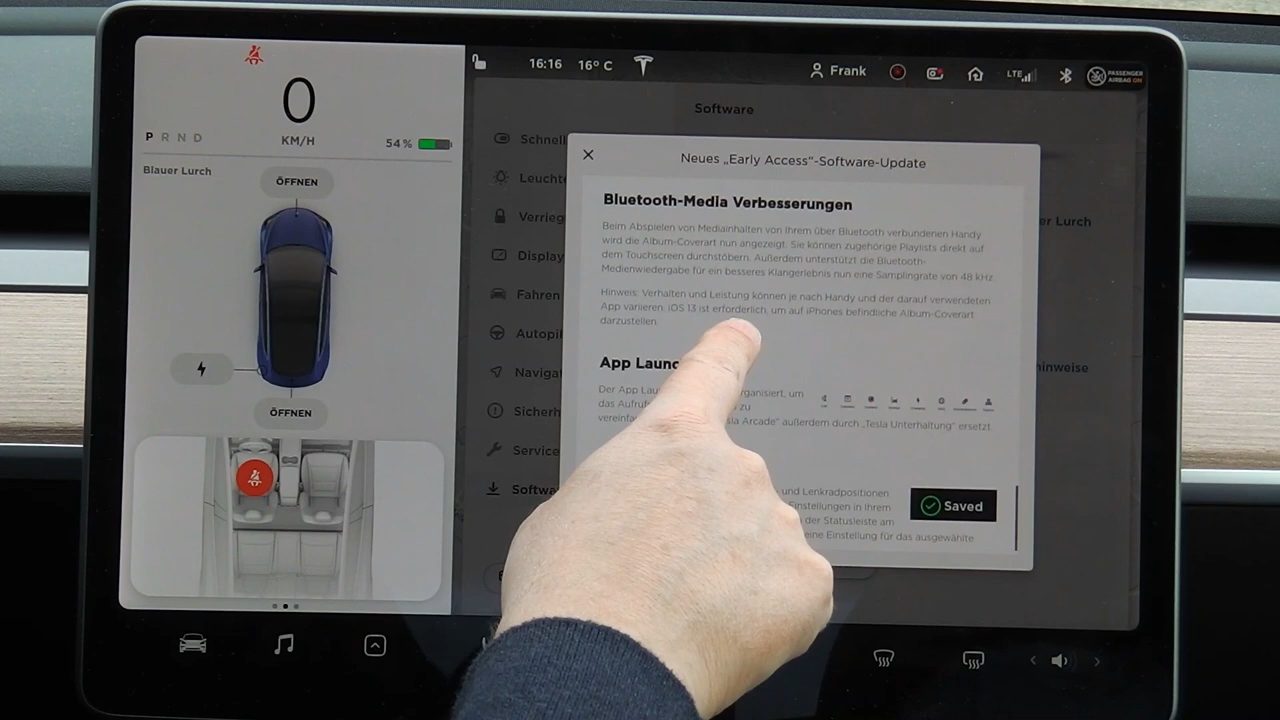 0
KM/H
P R N D
54 %
Blauer Lurch
ÖFFNEN
ÖFFNEN
16:16 16° C
Frank
LTE
PASSENGER
AIRBAG ON
Software
Schnell
Leuchte
Verrieg
Display
Fahren
Autopil
Navigat
Sicherh
Service
Softwa
er Lurch
hinweise
Neues „Early Access"-Software-Update
Bluetooth-Media Verbesserungen
Beim Abspielen von Mediainhalten von Ihrem über Bluetooth verbundenen Handy
wird die Album-Coverart nun angezeigt. Sie können zugehörige Playlists direkt auf
dem Touchscreen durchstöbern. Außerdem unterstützt die Bluetooth-
Medienwiedergabe für ein besseres Klangerlebnis nun eine Samplingrate von 48 kHz.
Hinweis: Verhalten und Leistung können je nach Handy und der darauf verwendeten
App variieren. iOS 13 ist erforderlich, um auf iPhones befindliche Album-Coverart
darzustellen.
App Launc
Der App Lau rganisiert, um
das Aufruf zu
vereinfa sla Arcade" außerdem durch „Tesla Unterhaltung" ersetzt.
und Lenkradpositionen
Einstellungen in Ihrem
der Statusleiste am
eine Einstellung für das ausgewählte
Saved